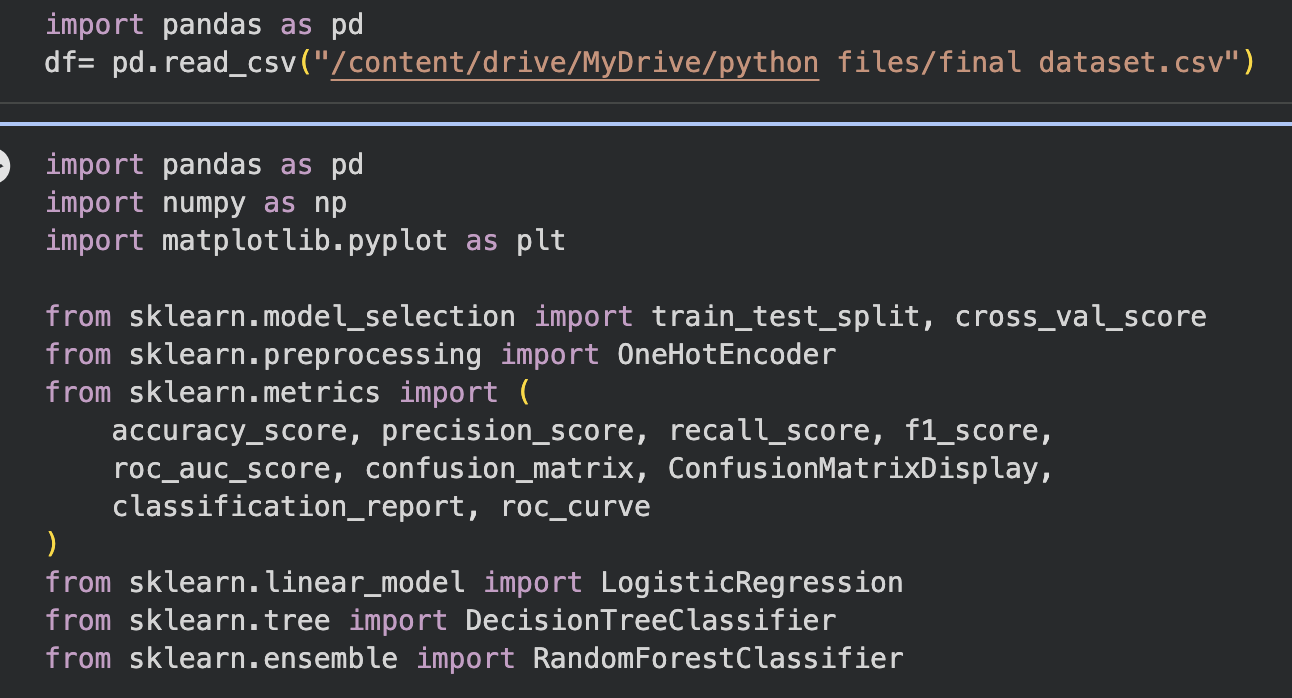 import pandas as pd
df= pd.read_csv("/content/drive/MyDrive/python files/final dataset.csv")
import pandas as pd
import numpy as np
import matplotlib.pyplot as plt
from sklearn.model_selection import train_test_split, cross_val_score
from sklearn.preprocessing import OneHotEncoder
from sklearn.metrics import (
    accuracy_score, precision_score, recall_score, f1_score,
    roc_auc_score, confusion_matrix, ConfusionMatrixDisplay,
    classification_report, roc_curve
)
from sklearn.linear_model import LogisticRegression
from sklearn.tree import DecisionTreeClassifier
from sklearn.ensemble import RandomForestClassifier